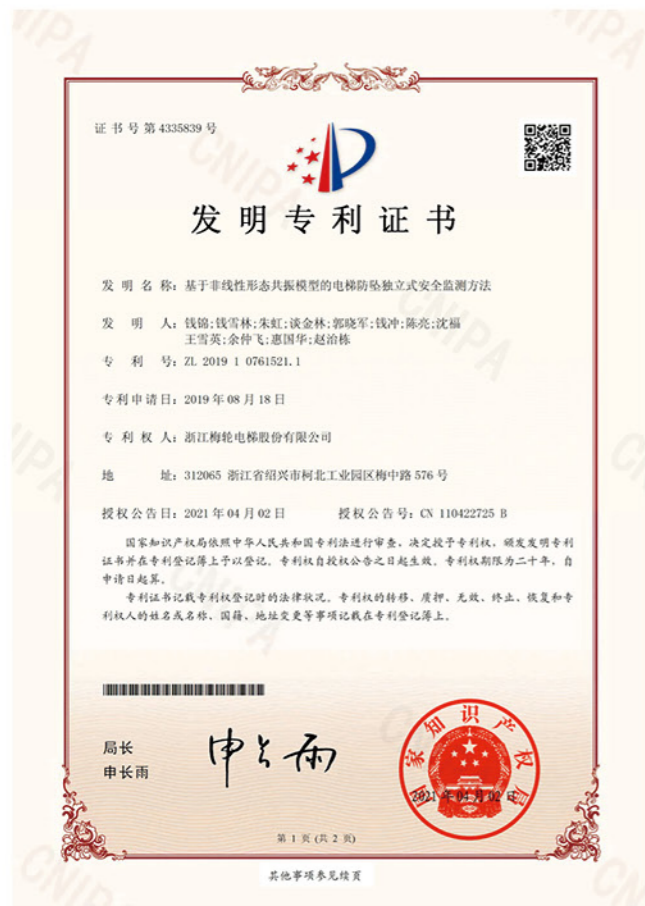 证书号第4335839号
发明专利证书
发 明 名 称：基于非线性形态共振模型的电梯防坠独立式安全监测方法
发 明 人：钱锦;钱雪林;朱虹;谈金林;郭晓军;钱冲;陈亮;沈福
王雪英;余仲飞;惠国华;赵治栋
专 利 号：ZL 2019 1 0761521.1
专利申请日：2019年08月18日
专 利 权 人：浙江梅轮电梯股份有限公司
地 址：312065 浙江省绍兴市柯北工业园区梅中路576号
授权公告日：2021年04月02日 授权公告号：CN 110422725 B
国家知识产权局依照中华人民共和国专利法进行审查，决定授予专利权，颁发发明专利
证书并在专利登记簿上予以登记。专利权自授权公告之日起生效。专利权期限为二十年，自
申请日起算。
专利证书记载专利权登记时的法律状况。专利权的转移、质押、无效、终止、恢复和专
利权人的姓名或名称、国籍、地址变更等事项记载在专利登记簿上。
局长
申长雨
申长雨
国家知识产权局
2021年04月02日
第 1 页 (共 2 页)
其他事项参见续页
CNIPA
CNIPA
CNIPA
CNIPA
CNIPA
CNIPA